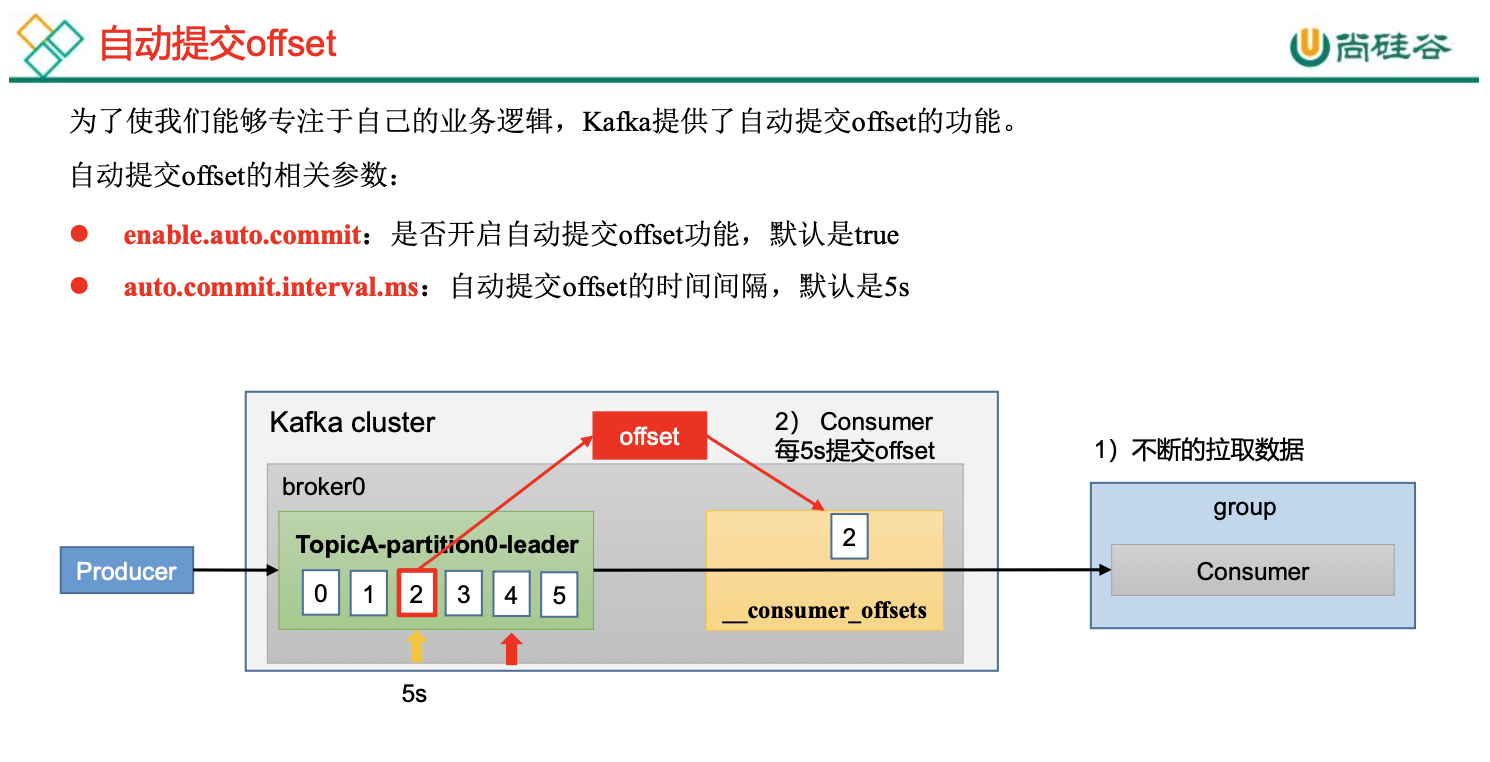 自动提交offset
尚硅谷
为了使我们能够专注于自己的业务逻辑，Kafka提供了自动提交offset的功能。
自动提交offset的相关参数：
enable.auto.commit：是否开启自动提交offset功能，默认是true
auto.commit.interval.ms：自动提交offset的时间间隔，默认是5s
Kafka cluster
offset
2） Consumer
每5s提交offset
1）不断的拉取数据
broker0
group
TopicA-partition0-leader
2
Producer
0 1 2 3 4 5
Consumer
__consumer_offsets
5s